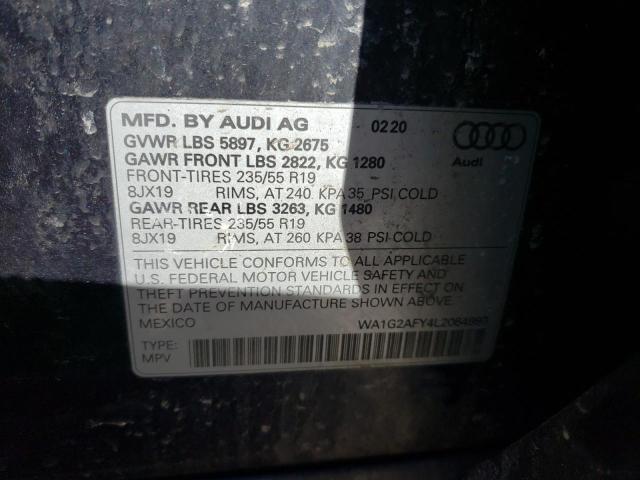 MFD. BY AUDI AG 0220
GVWR LBS 5897, KG 2675
GAWR FRONT LBS 2822, KG 1280
FRONT-TIRES 235/55 R19
8JX19 RIMS, AT 240 KPA 35 PSI COLD
GAWR REAR LBS 3263, KG 1480
REAR-TIRES 235/55 R19
8JX19 RIMS, AT 260 KPA 38 PSI COLD
Audi
THIS VEHICLE CONFORMS TO ALL APPLICABLE
U.S. FEDERAL MOTOR VEHICLE SAFETY AND
THEFT PREVENTION STANDARDS IN EFFECT ON
THE DATE OF MANUFACTURE SHOWN ABOVE
MEXICO
TYPE:
MPV